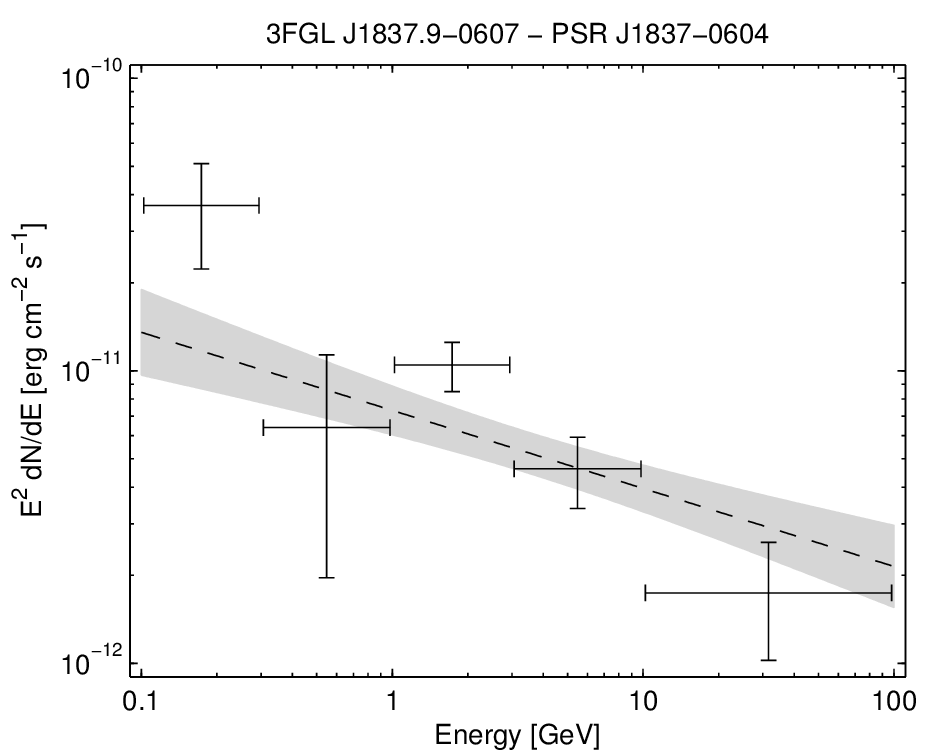 3FGL J1837.9−0607 − PSR J1837−0604
E² dN/dE [erg cm⁻² s⁻¹]
10⁻¹⁰
10⁻¹¹
10⁻¹²
0.1 1 10 100
Energy [GeV]